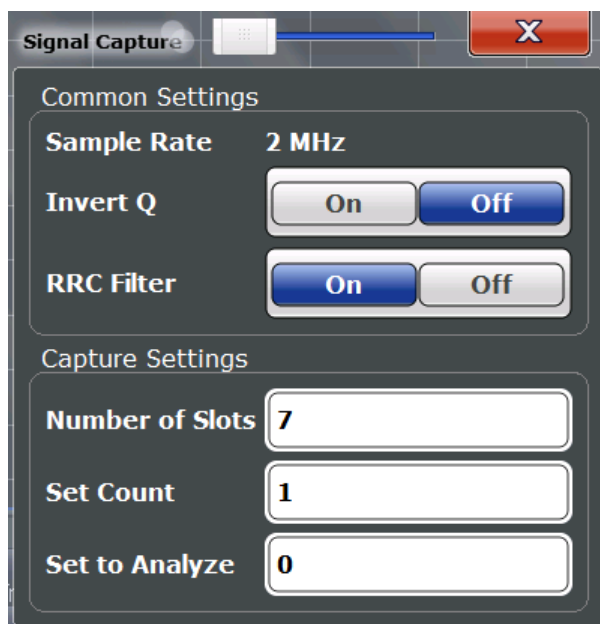 Signal Capture X
Common Settings
Sample Rate 2 MHz
Invert Q On Off
RRC Filter On Off
Capture Settings
Number of Slots 7
Set Count 1
Set to Analyze 0